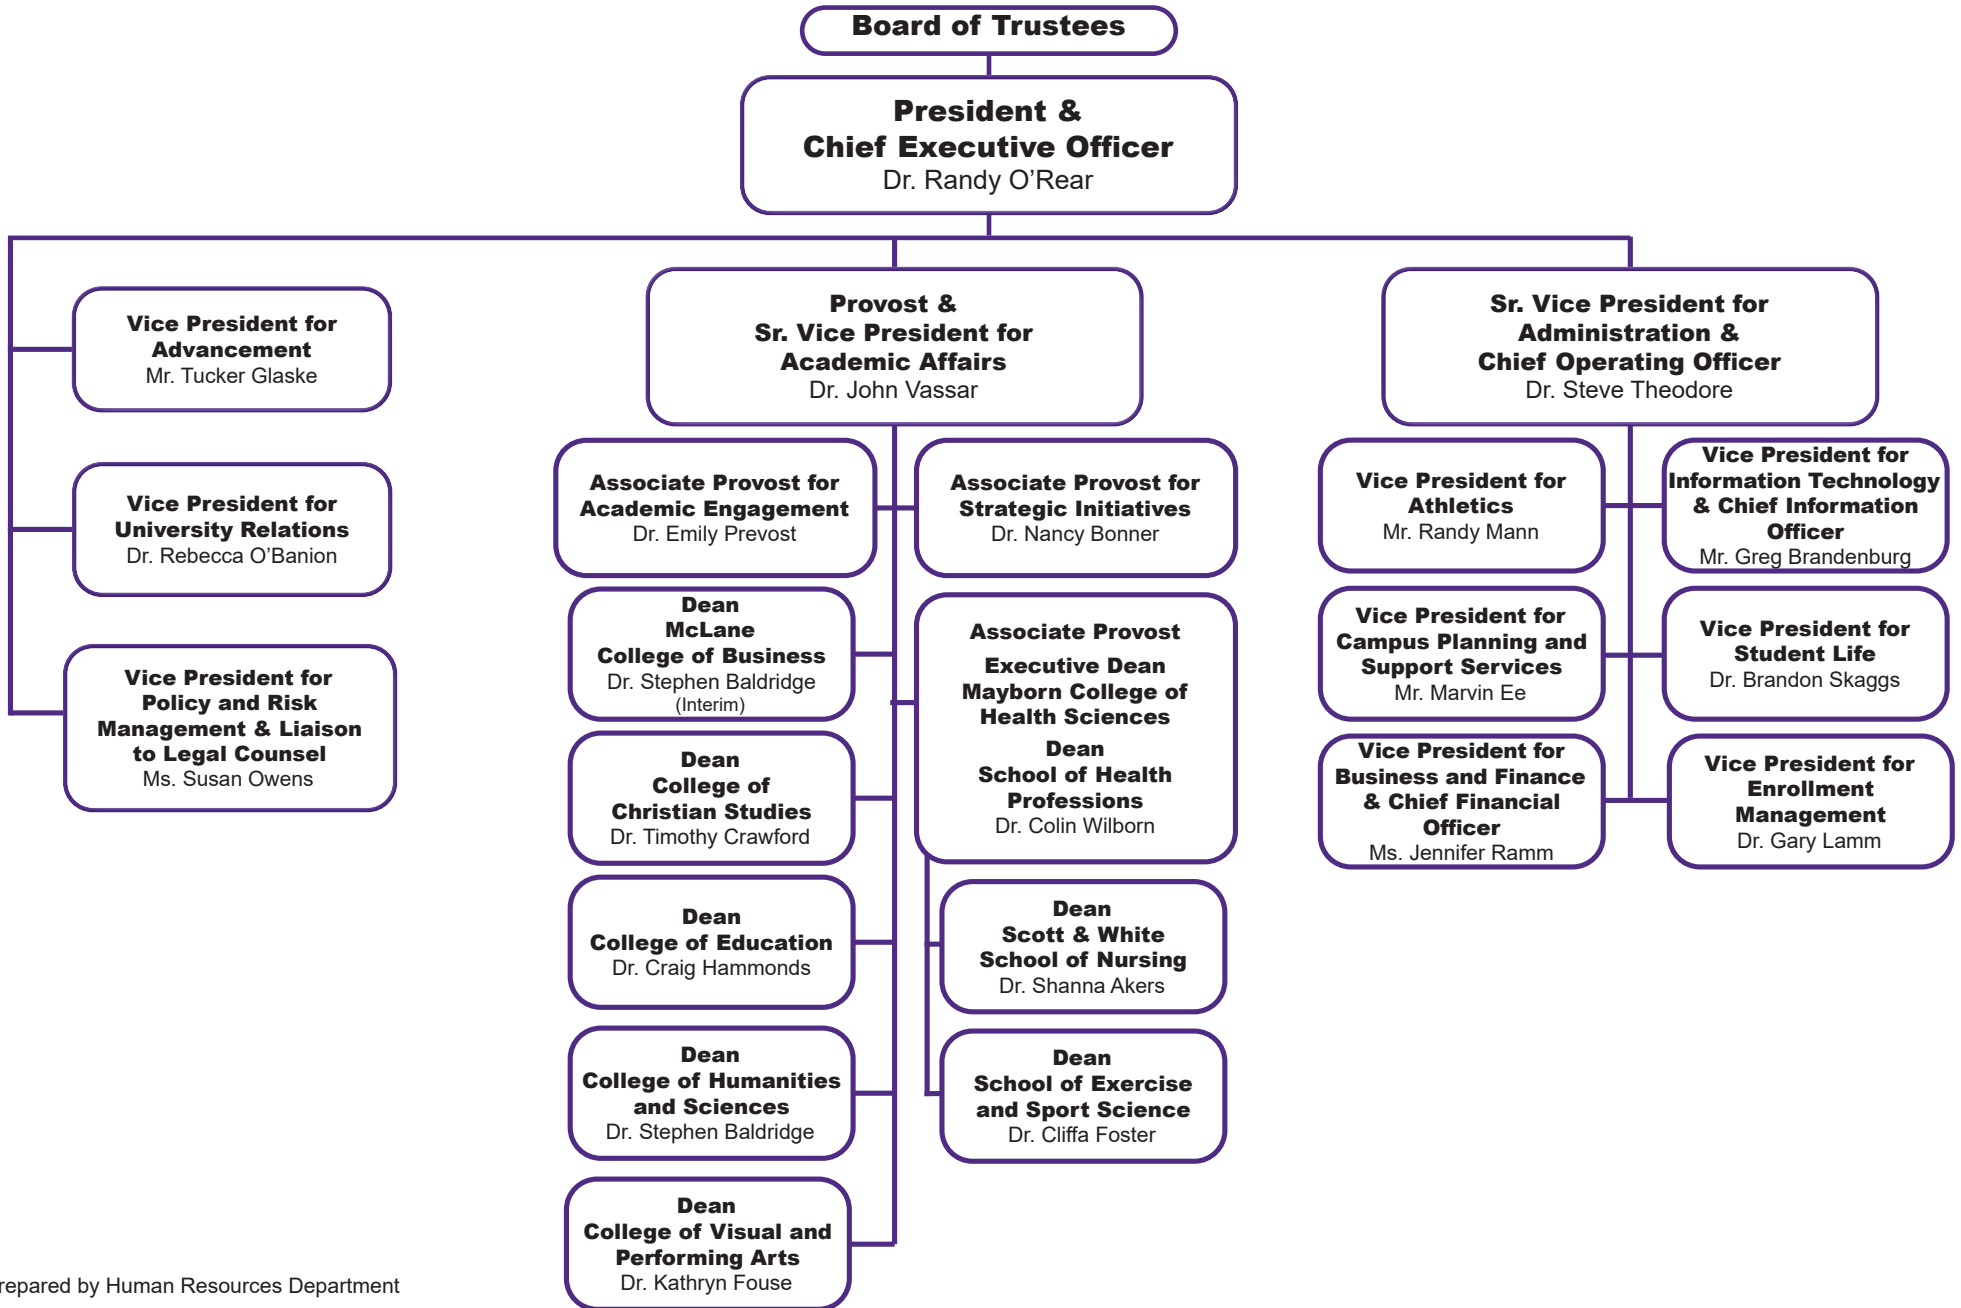 Board of Trustees
President &
Chief Executive Officer
Dr. Randy O’Rear
Vice President for
Advancement
Mr. Tucker Glaske
Vice President for
University Relations
Dr. Rebecca O’Banion
Vice President for
Policy and Risk
Management & Liaison
to Legal Counsel
Ms. Susan Owens
Provost &
Sr. Vice President for
Academic Affairs
Dr. John Vassar
Associate Provost for
Academic Engagement
Dr. Emily Prevost
Associate Provost for
Strategic Initiatives
Dr. Nancy Bonner
Dean
McLane
College of Business
Dr. Stephen Baldridge
(Interim)
Dean
College of
Christian Studies
Dr. Timothy Crawford
Dean
College of Education
Dr. Craig Hammonds
Dean
College of Humanities
and Sciences
Dr. Stephen Baldridge
Dean
College of Visual and
Performing Arts
Dr. Kathryn Fouse
Associate Provost
Executive Dean
Mayborn College of
Health Sciences
Dean
School of Health
Professions
Dr. Colin Wilborn
Dean
Scott & White
School of Nursing
Dr. Shanna Akers
Dean
School of Exercise
and Sport Science
Dr. Cliffa Foster
Sr. Vice President for
Administration &
Chief Operating Officer
Dr. Steve Theodore
Vice President for
Athletics
Mr. Randy Mann
Vice President for
Information Technology
& Chief Information
Officer
Mr. Greg Brandenburg
Vice President for
Campus Planning and
Support Services
Mr. Marvin Ee
Vice President for
Student Life
Dr. Brandon Skaggs
Vice President for
Business and Finance
& Chief Financial
Officer
Ms. Jennifer Ramm
Vice President for
Enrollment
Management
Dr. Gary Lamm
repared by Human Resources Department